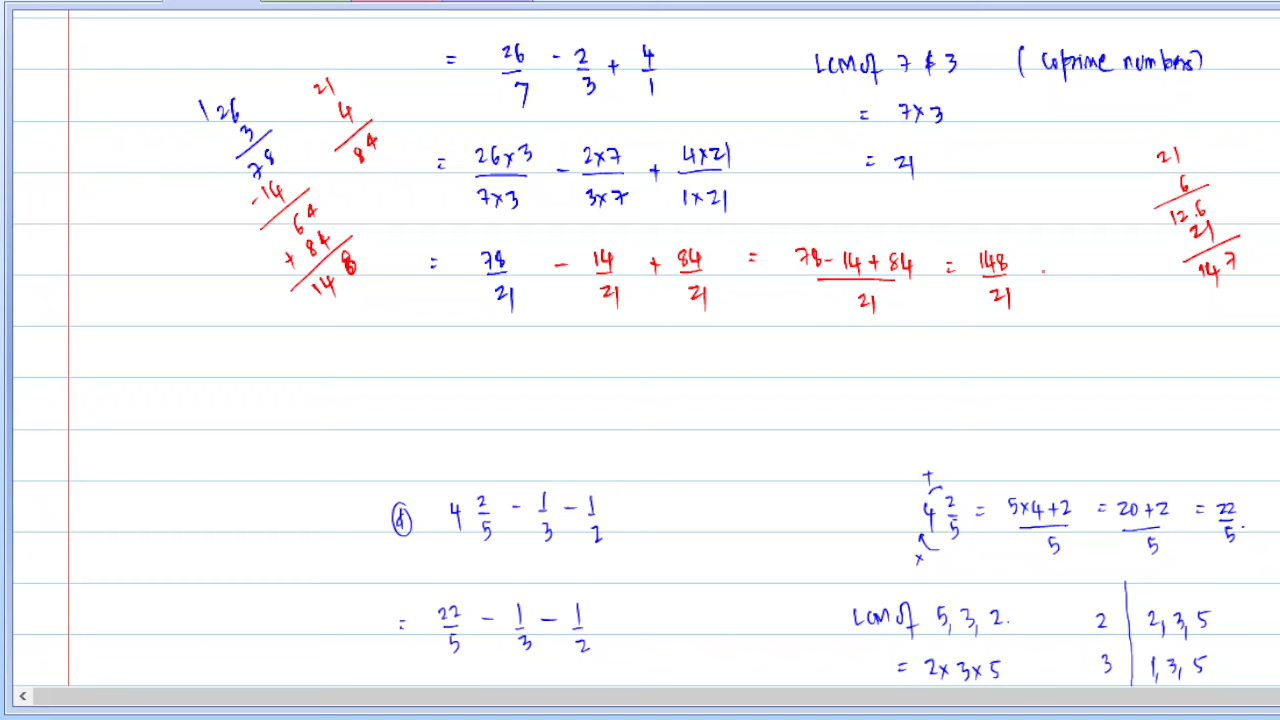 = 26/7 - 2/3 + 4/1
LCM of 7 & 3 (coprime numbers)
= 7×3
= 21
1 26
3
78
-14
64
+ 84
148
21
4
84
= 26×3/7×3 - 2×7/3×7 + 4×21/1×21
21
6
12.6
21
147
= 78/21 - 14/21 + 84/21 = 78-14+84/21 = 148/21 .
(d) 4 2/5 - 1/3 - 1/2
+
4 2/5 = 5×4+2/5 = 20+2/5 = 22/5 .
×
= 22/5 - 1/3 - 1/2
LCM of 5, 3, 2.
= 2×3×5
2 | 2, 3, 5
3 | 1, 3, 5